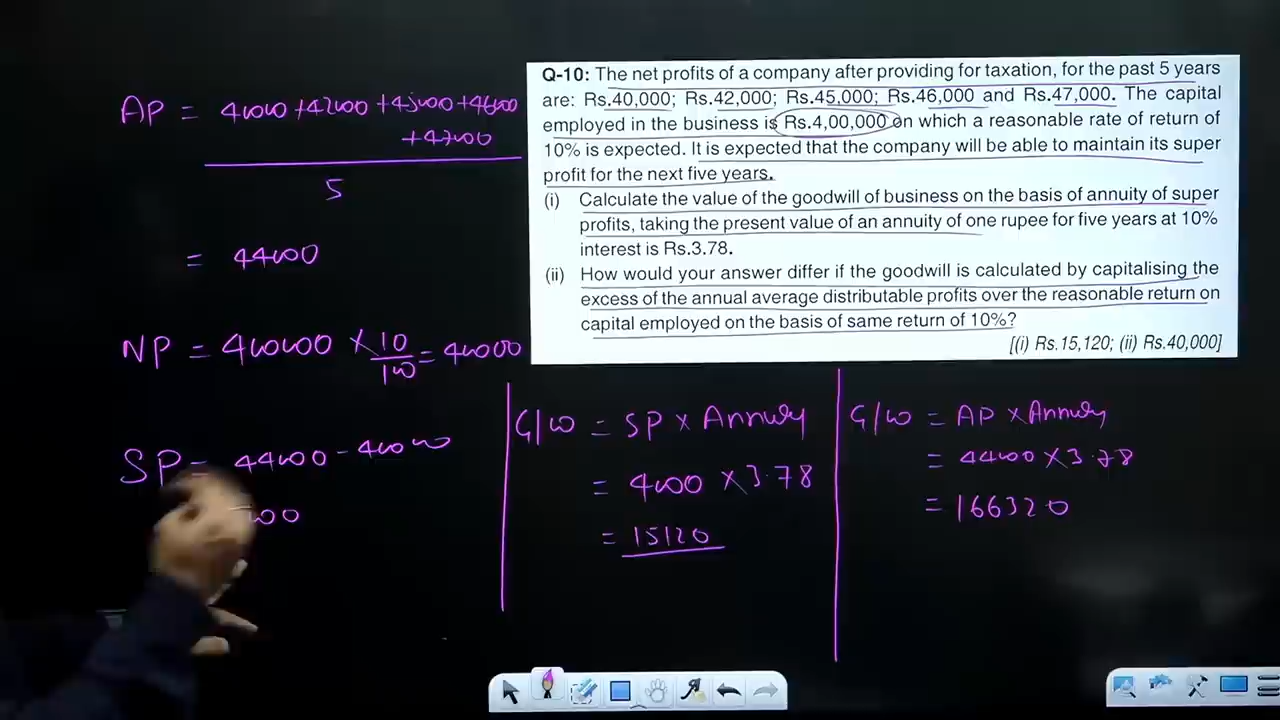 Q-10: The net profits of a company after providing for taxation, for the past 5 years
are: Rs.40,000; Rs.42,000; Rs.45,000; Rs.46,000 and Rs.47,000. The capital
employed in the business is Rs.4,00,000 on which a reasonable rate of return of
10% is expected. It is expected that the company will be able to maintain its super
profit for the next five years.
(i) Calculate the value of the goodwill of business on the basis of annuity of super
profits, taking the present value of an annuity of one rupee for five years at 10%
interest is Rs.3.78.
(ii) How would your answer differ if the goodwill is calculated by capitalising the
excess of the annual average distributable profits over the reasonable return on
capital employed on the basis of same return of 10%?
[(i) Rs.15,120; (ii) Rs.40,000]
AP = 40000 + 42000 + 45000 + 46000
+ 47000
5
= 44000
NP = 400000 × 10/100 = 40000
SP = 44000 - 40000
G/W = SP × Annuity
= 4000 × 3.78
= 15120
G/W = AP × Annuity
= 44000 × 3.78
= 166320